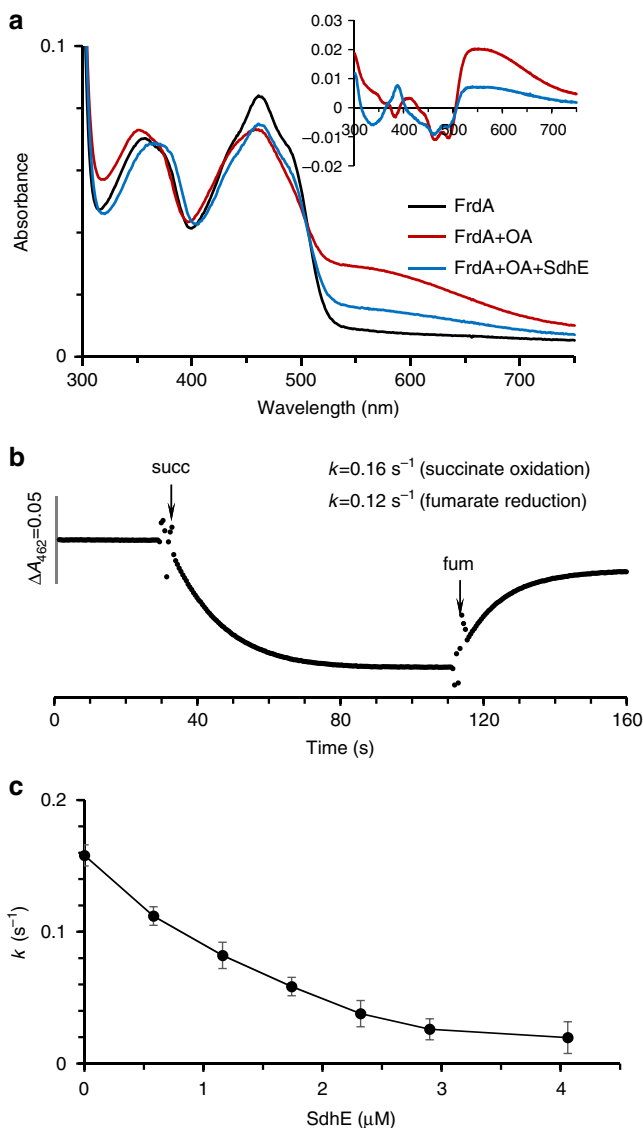 a
0.1
0
Absorbance
300
400
500
600
700
Wavelength (nm)
0.03
0.02
0.01
0
−0.01
−0.02
300
400
500
600
700
FrdA
FrdA+OA
FrdA+OA+SdhE
b
succ
k=0.16 s⁻¹ (succinate oxidation)
k=0.12 s⁻¹ (fumarate reduction)
ΔA₄₆₂=0.05
fum
0
40
80
120
160
Time (s)
c
0.2
0.1
0
k (s⁻¹)
0
1
2
3
4
SdhE (μM)